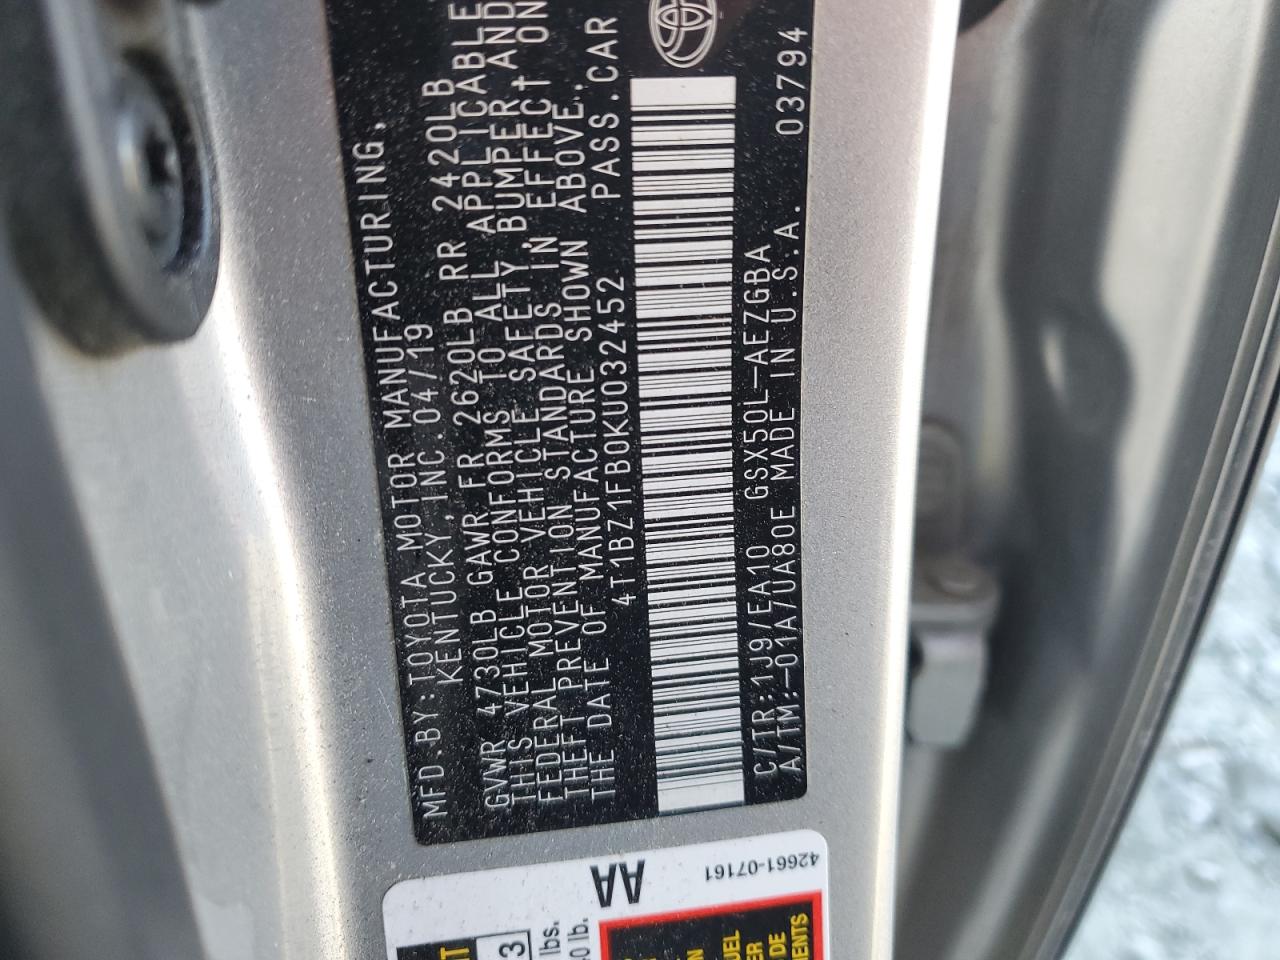 MFD.BY:TOYOTA MOTOR MANUFACTURING,
KENTUCKY, INC.04/19
GVWR 4730LB GAWR FR 2620LB RR 2420LB
THIS VEHICLE CONFORMS TO ALL APPLICABLE
FEDERAL MOTOR VEHICLE SAFETY, BUMPER AND
THEFT PREVENTION STANDARDS IN EFFECT ON
THE DATE OF MANUFACTURE SHOWN ABOVE.
4T1BZ1FB0KU032452 PASS.CAR
C/TR:1J9/EA10 GSX50L-AEZGBA
A/TM:-01A/UA80E MADE IN U.S.A. 03794
42661-07161
AA
3
lbs.
lb.